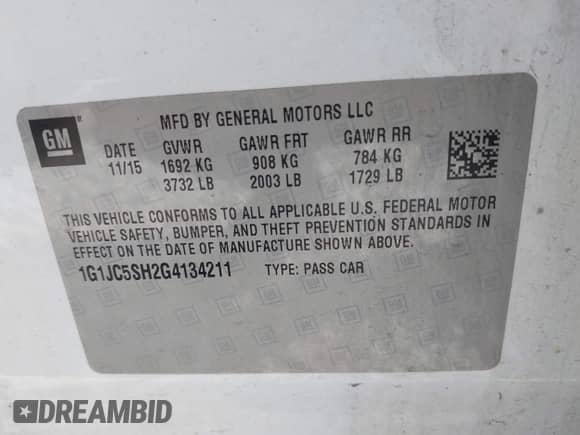 GM
MFD BY GENERAL MOTORS LLC
11/15
GVWR
1692 KG
3732 LB
GAWR FRT
908 KG
2003 LB
GAWR RR
784 KG
1729 LB
THIS VEHICLE CONFORMS TO ALL APPLICABLE U.S. FEDERAL MOTOR
VEHICLE SAFETY, BUMPER, AND THEFT PREVENTION STANDARDS IN
EFFECT ON THE DATE OF MANUFACTURE SHOWN ABOVE.
1G1JC5SH2G4134211 TYPE: PASS CAR
DREAMBID